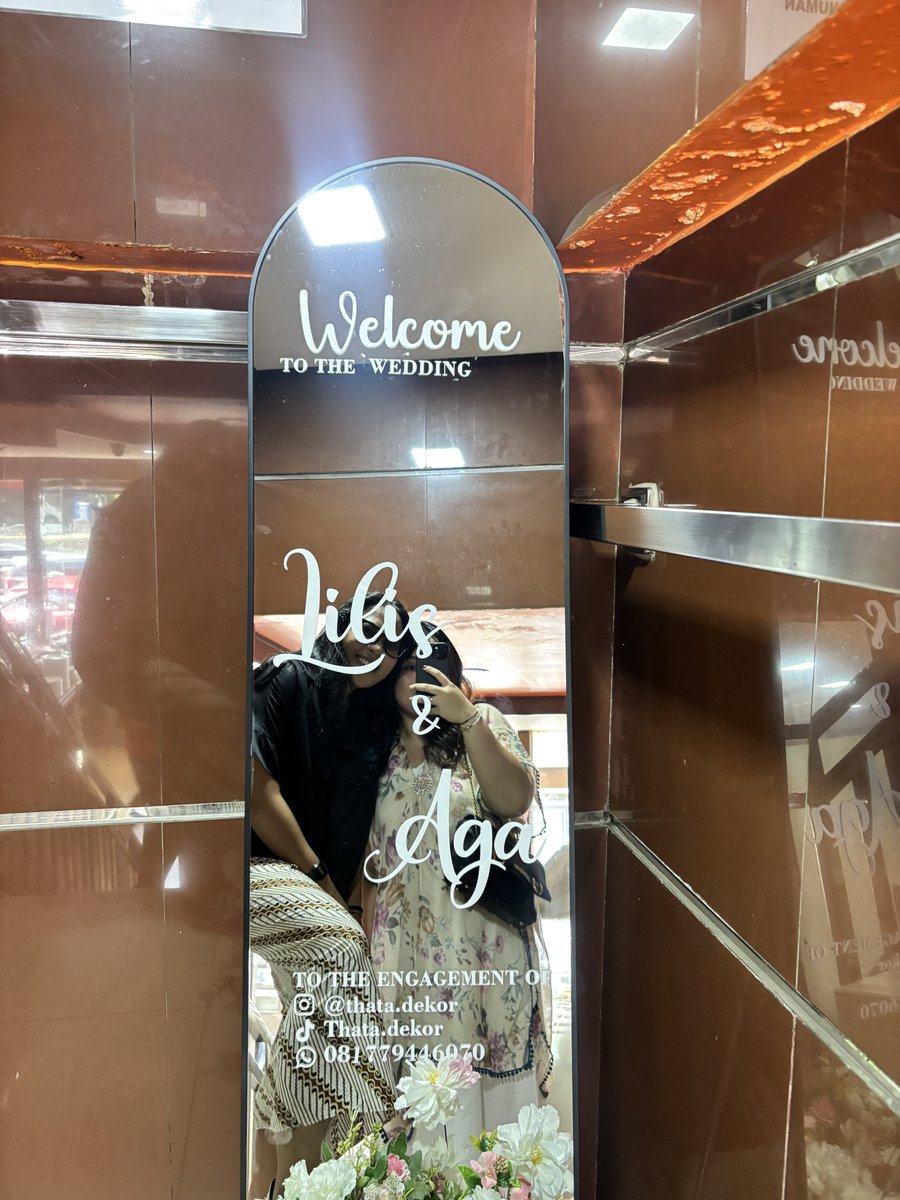 Welcome
TO THE WEDDING
Lilis
&
Aga
TO THE ENGAGEMENT OF
@thata.dekor
Thata.dekor
081779446070